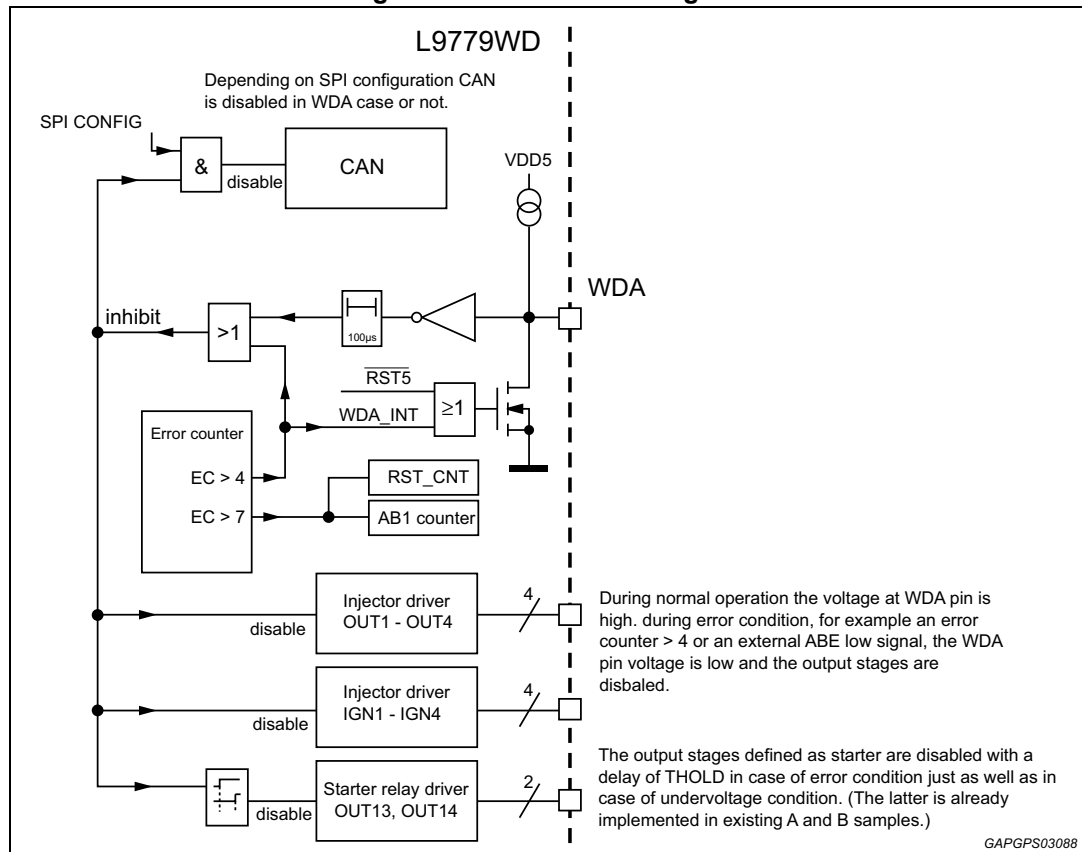 L9779WD
Depending on SPI configuration CAN
is disabled in WDA case or not.
SPI CONFIG
&
disable
CAN
VDD5
WDA
inhibit
>1
100µs
RST5
WDA_INT
≥1
Error counter
EC > 4
EC > 7
RST_CNT
AB1 counter
Injector driver
OUT1 - OUT4
disable
4
During normal operation the voltage at WDA pin is
high. during error condition, for example an error
counter > 4 or an external ABE low signal, the WDA
pin voltage is low and the output stages are
disbaled.
Injector driver
IGN1 - IGN4
disable
4
Starter relay driver
OUT13, OUT14
disable
2
The output stages defined as starter are disabled with a
delay of THOLD in case of error condition just as well as in
case of undervoltage condition. (The latter is already
implemented in existing A and B samples.)
GAPGPS03088